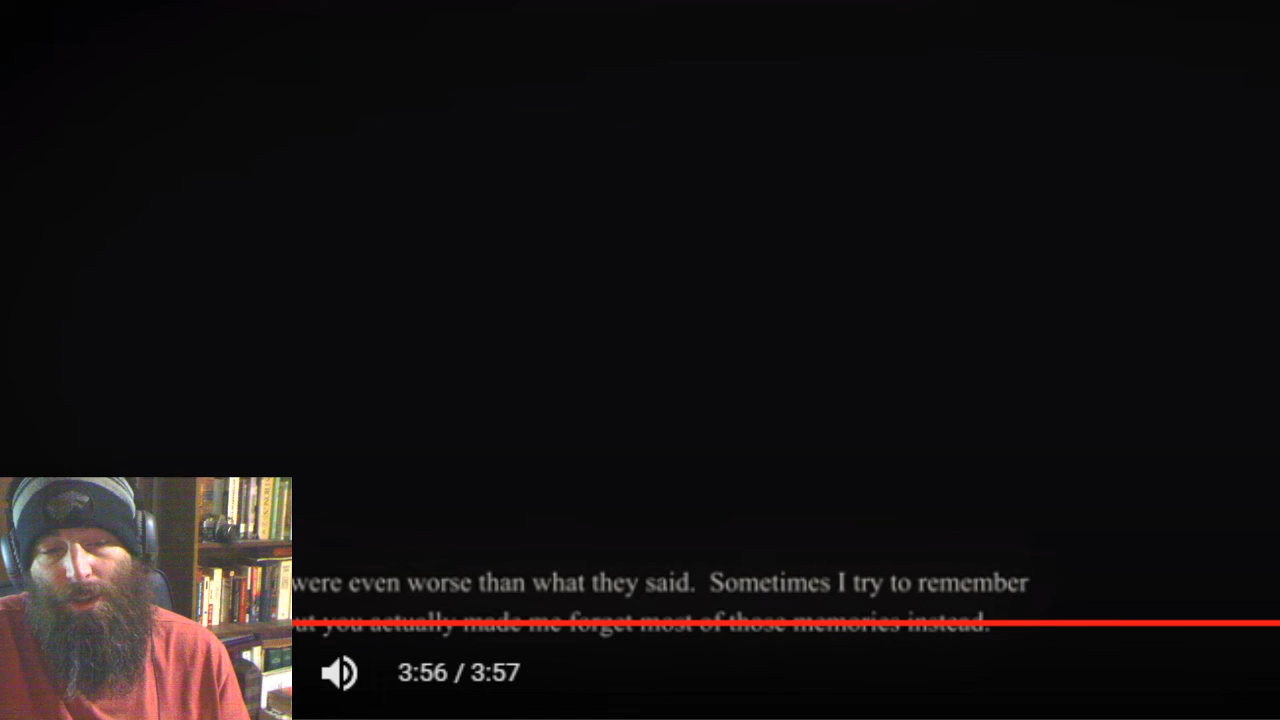 were even worse than what they said.  Sometimes I try to remember
you actually made me forget most of those memories instead.
3:56 / 3:57